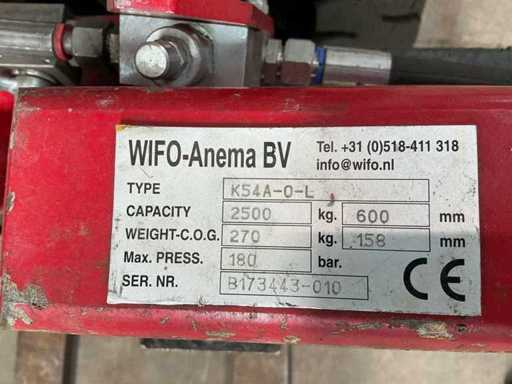 WIFO-Anema BV Tel. +31 (0)518-411 318
info@wifo.nl
TYPE K54A-O-L
CAPACITY 2500 kg. 600 mm
WEIGHT-C.O.G. 270 kg. 158 mm
Max. PRESS. 180 bar.
SER. NR. B173443-010 CE